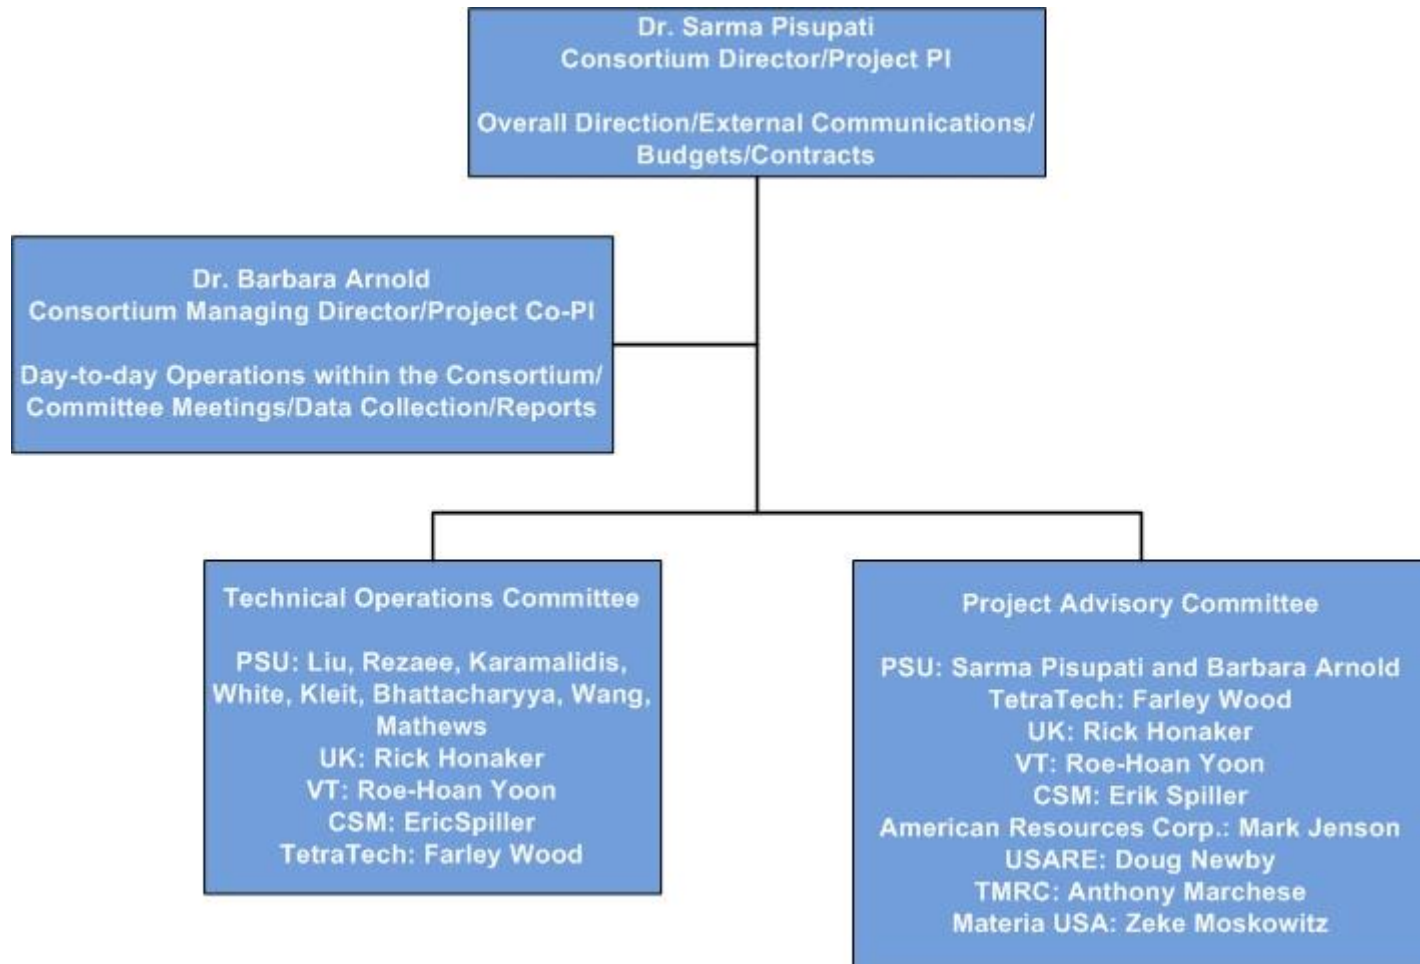 Dr. Sarma Pisupati
Consortium Director/Project PI
Overall Direction/External Communications/
Budgets/Contracts
Dr. Barbara Arnold
Consortium Managing Director/Project Co-PI
Day-to-day Operations within the Consortium/
Committee Meetings/Data Collection/Reports
Technical Operations Committee
PSU: Liu, Rezaee, Karamalidis,
White, Kleit, Bhattacharyya, Wang,
Mathews
UK: Rick Honaker
VT: Roe-Hoan Yoon
CSM: EricSpiller
TetraTech: Farley Wood
Project Advisory Committee
PSU: Sarma Pisupati and Barbara Arnold
TetraTech: Farley Wood
UK: Rick Honaker
VT: Roe-Hoan Yoon
CSM: Erik Spiller
American Resources Corp.: Mark Jenson
USARE: Doug Newby
TMRC: Anthony Marchese
Materia USA: Zeke Moskowitz